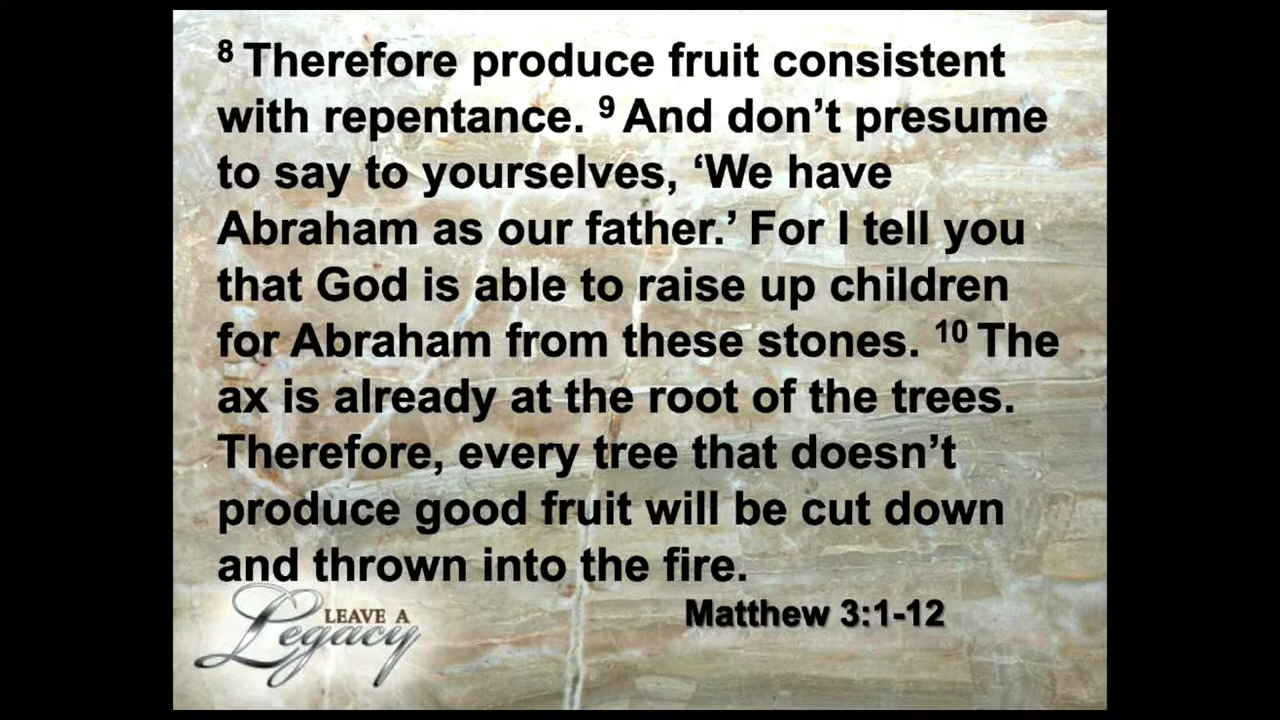 8 Therefore produce fruit consistent
with repentance. 9 And don’t presume
to say to yourselves, ‘We have
Abraham as our father.’ For I tell you
that God is able to raise up children
for Abraham from these stones. 10 The
ax is already at the root of the trees.
Therefore, every tree that doesn’t
produce good fruit will be cut down
and thrown into the fire.
Matthew 3:1-12
LEAVE A
Legacy